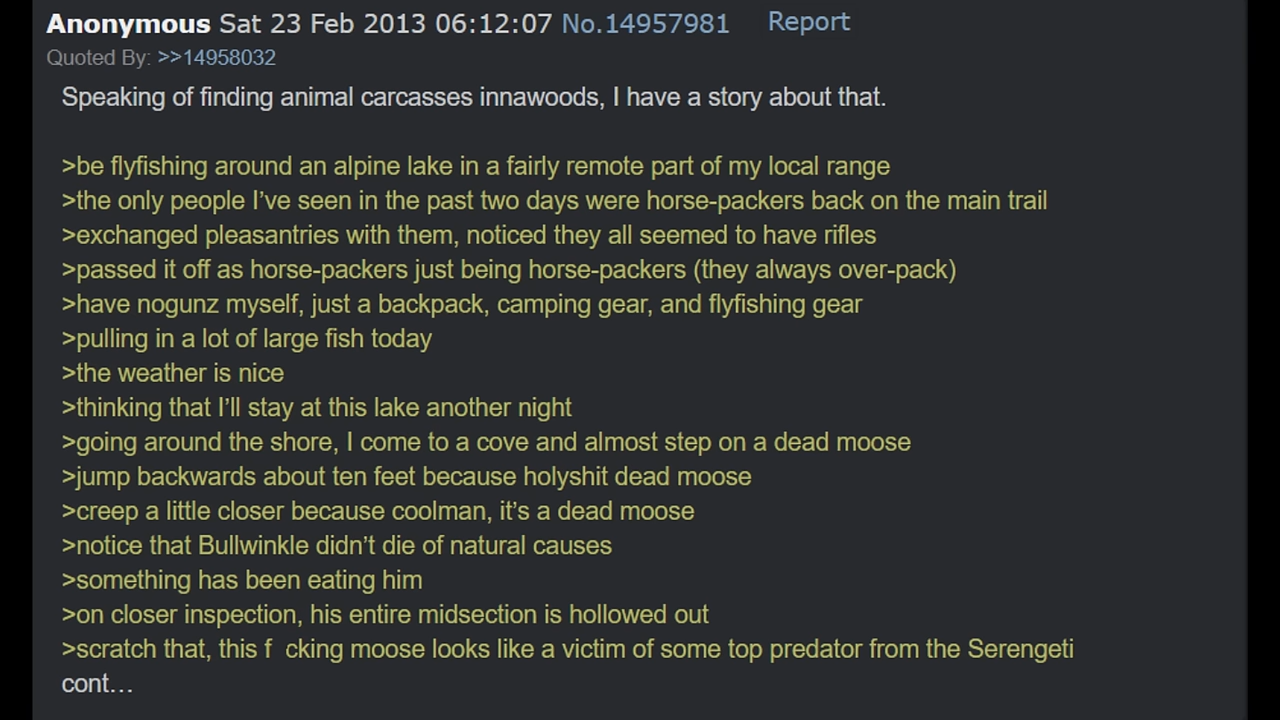 Anonymous Sat 23 Feb 2013 06:12:07 No.14957981 Report
Quoted By: >>14958032
Speaking of finding animal carcasses innawoods, I have a story about that.
>be flyfishing around an alpine lake in a fairly remote part of my local range
>the only people I’ve seen in the past two days were horse-packers back on the main trail
>exchanged pleasantries with them, noticed they all seemed to have rifles
>passed it off as horse-packers just being horse-packers (they always over-pack)
>have nogunz myself, just a backpack, camping gear, and flyfishing gear
>pulling in a lot of large fish today
>the weather is nice
>thinking that I’ll stay at this lake another night
>going around the shore, I come to a cove and almost step on a dead moose
>jump backwards about ten feet because holyshit dead moose
>creep a little closer because coolman, it’s a dead moose
>notice that Bullwinkle didn’t die of natural causes
>something has been eating him
>on closer inspection, his entire midsection is hollowed out
>scratch that, this f cking moose looks like a victim of some top predator from the Serengeti
cont…